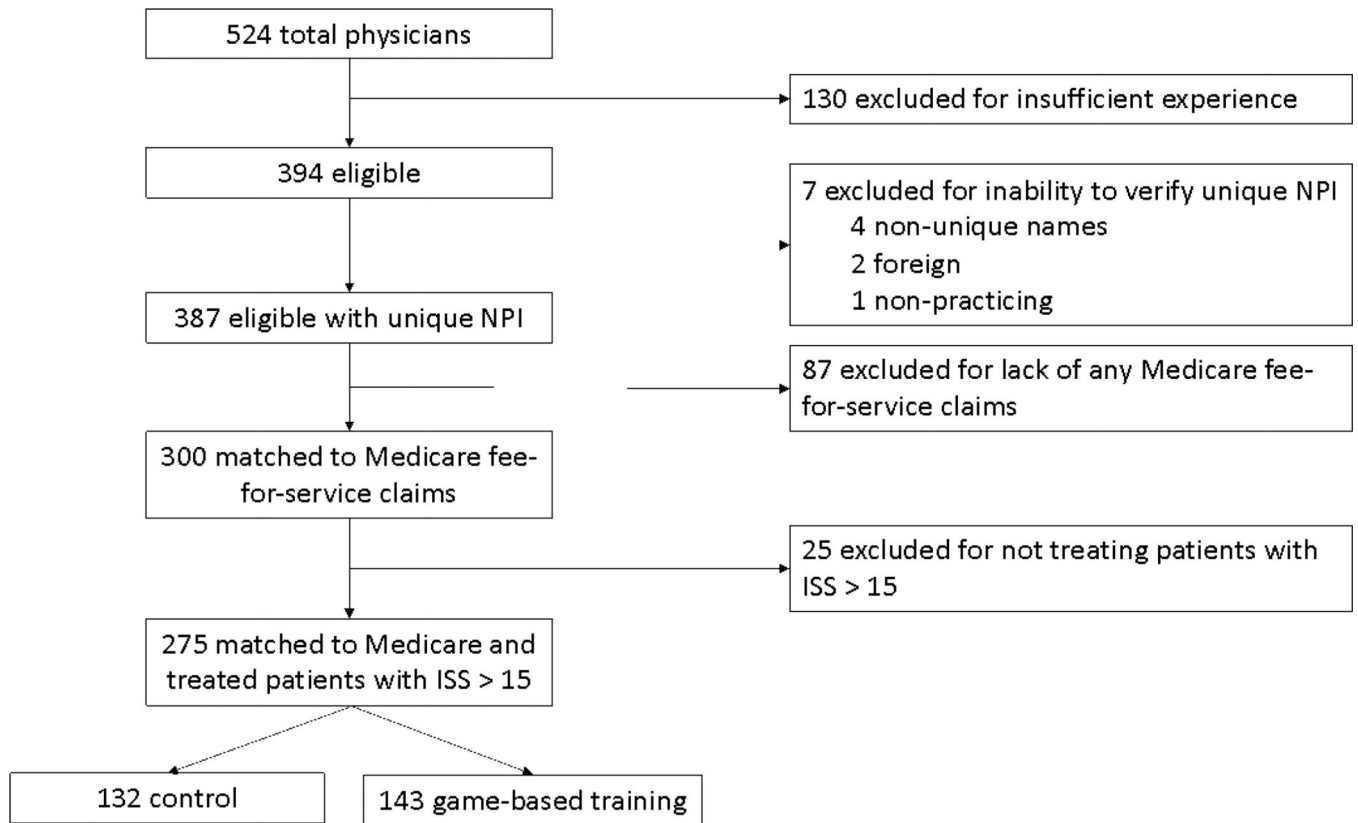 524 total physicians
130 excluded for insufficient experience
394 eligible
7 excluded for inability to verify unique NPI
4 non-unique names
2 foreign
1 non-practicing
387 eligible with unique NPI
87 excluded for lack of any Medicare fee-
for-service claims
300 matched to Medicare fee-
for-service claims
25 excluded for not treating patients with
ISS > 15
275 matched to Medicare and
treated patients with ISS > 15
132 control
143 game-based training